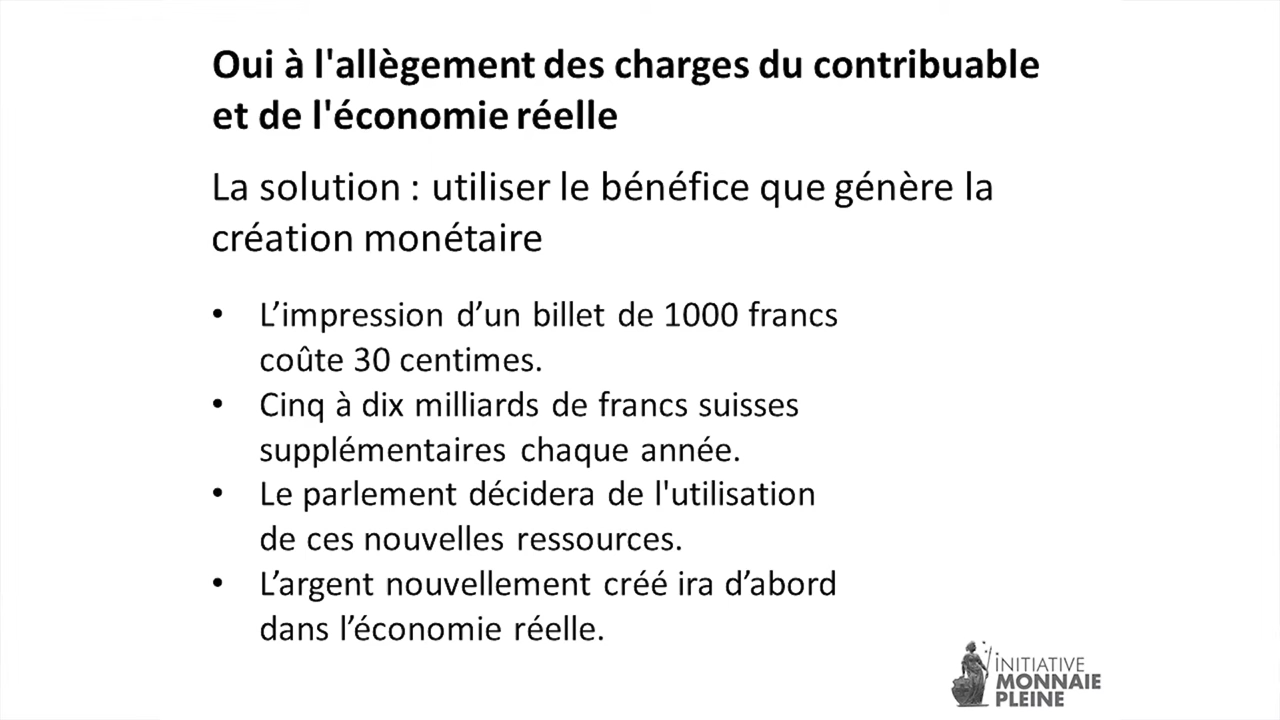 Oui à l'allègement des charges du contribuable
et de l'économie réelle
La solution : utiliser le bénéfice que génère la
création monétaire
• L’impression d’un billet de 1000 francs
coûte 30 centimes.
• Cinq à dix milliards de francs suisses
supplémentaires chaque année.
• Le parlement décidera de l'utilisation
de ces nouvelles ressources.
• L’argent nouvellement créé ira d’abord
dans l’économie réelle.
INITIATIVE
MONNAIE
PLEINE